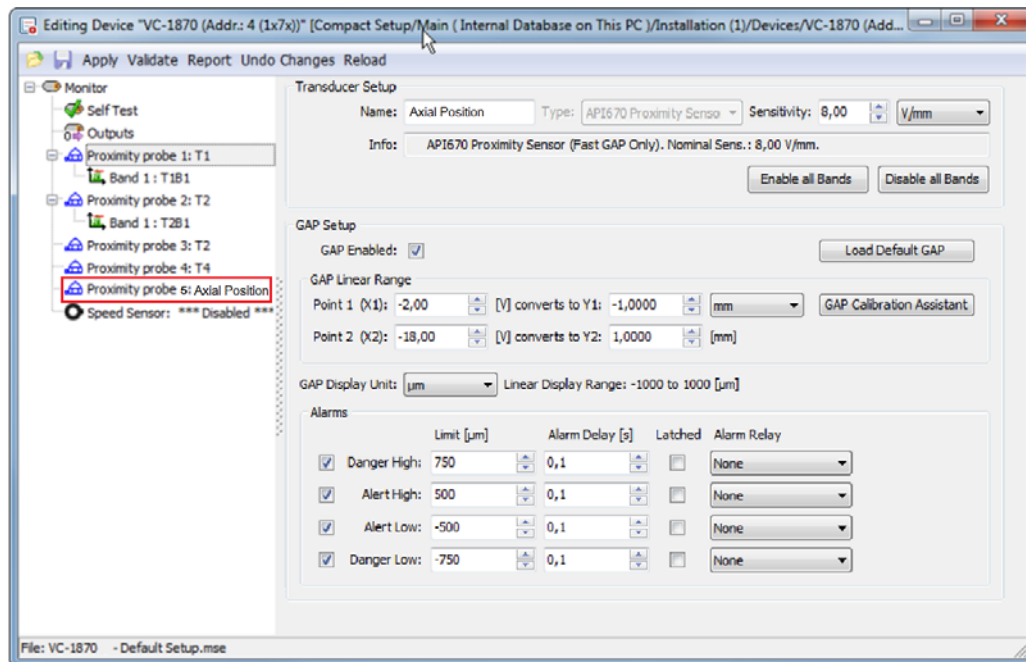 Editing Device "VC-1870 (Addr.: 4 (1x7x))" [Compact Setup/Main ( Internal Database on This PC )/Installation (1)/Devices/VC-1870 (Add...
Apply Validate Report Undo Changes Reload
Monitor
Self Test
Outputs
Proximity probe 1: T1
Band 1 : T1B1
Proximity probe 2: T2
Band 1 : T2B1
Proximity probe 3: T2
Proximity probe 4: T4
Proximity probe 5: Axial Position
Speed Sensor: *** Disabled ***
Transducer Setup
Name: Axial Position Type: API670 Proximity Senso Sensitivity: 8,00 V/mm
Info: API670 Proximity Sensor (Fast GAP Only). Nominal Sens.: 8,00 V/mm.
Enable all Bands Disable all Bands
GAP Setup
GAP Enabled: Load Default GAP
GAP Linear Range
Point 1 (X1): -2,00 [V] converts to Y1: -1,0000 mm GAP Calibration Assistant
Point 2 (X2): -18,00 [V] converts to Y2: 1,0000 [mm]
GAP Display Unit: µm Linear Display Range: -1000 to 1000 [µm]
Alarms
Limit [µm] Alarm Delay [s] Latched Alarm Relay
Danger High: 750 0,1 None
Alert High: 500 0,1 None
Alert Low: -500 0,1 None
Danger Low: -750 0,1 None
File: VC-1870 - Default Setup.mse